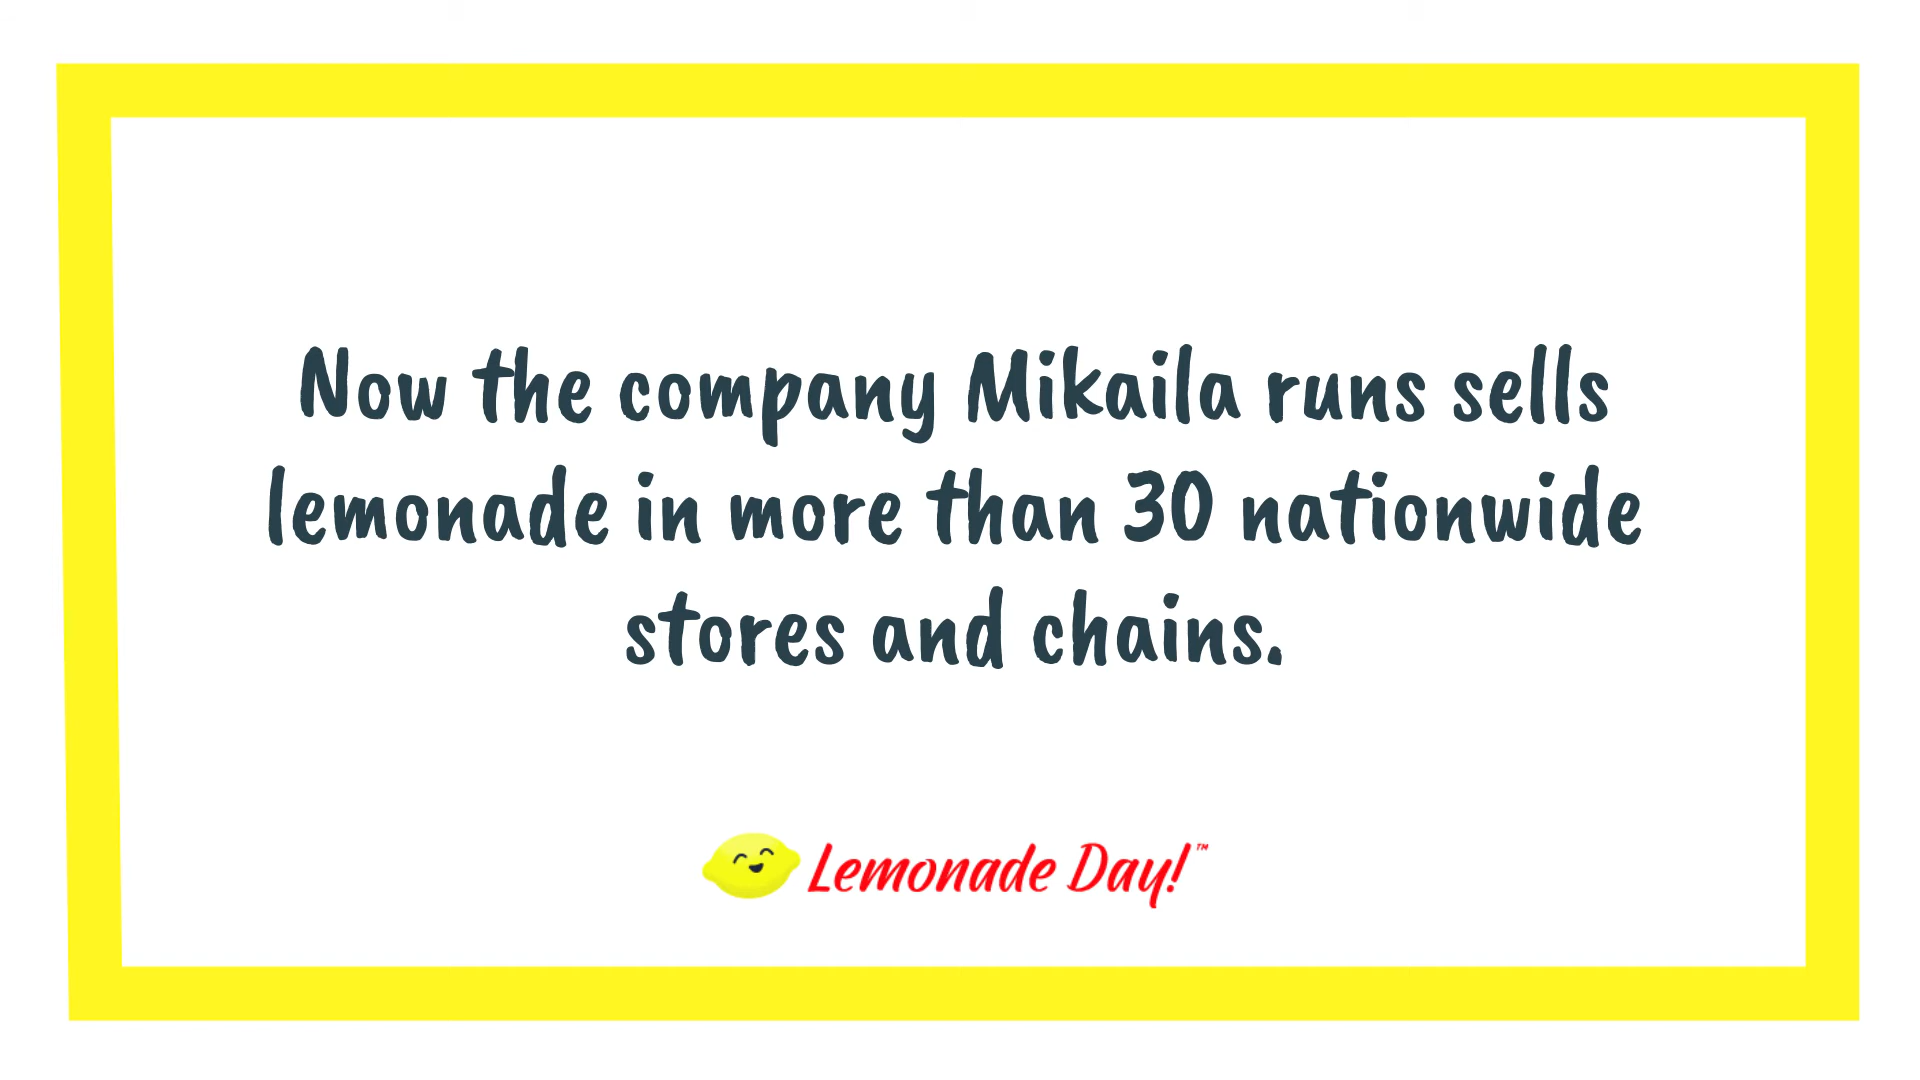 Now the company Mikaila runs sells
lemonade in more than 30 nationwide
stores and chains.
Lemonade Day!™